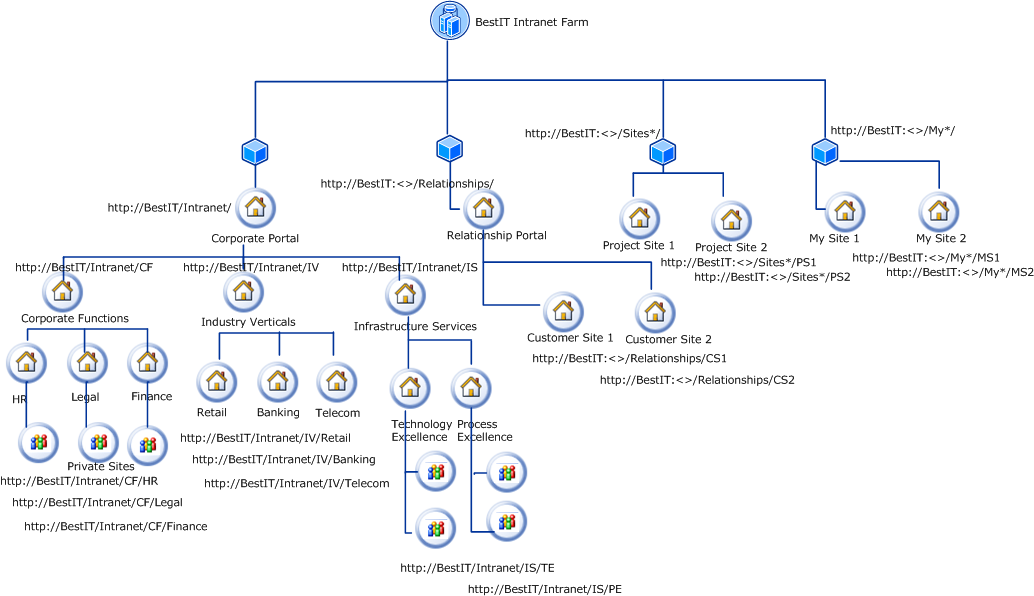 BestIT Intranet Farm
http://BestIT:<>/Sites*/
http://BestIT:<>/My*/
http://BestIT:<>/Relationships/
http://BestIT/Intranet/
Corporate Portal
Relationship Portal
Project Site 1
Project Site 2
My Site 1
My Site 2
http://BestIT:<>/Sites*/PS1
http://BestIT:<>/Sites*/PS2
http://BestIT:<>/My*/MS1
http://BestIT:<>/My*/MS2
http://BestIT/Intranet/CF
http://BestIT/Intranet/IV
http://BestIT/Intranet/IS
Corporate Functions
Industry Verticals
Infrastructure Services
Customer Site 1
Customer Site 2
http://BestIT:<>/Relationships/CS1
http://BestIT:<>/Relationships/CS2
HR
Legal
Finance
Retail
Banking
Telecom
Technology
Excellence
Process
Excellence
http://BestIT/Intranet/IV/Retail
http://BestIT/Intranet/IV/Banking
http://BestIT/Intranet/IV/Telecom
Private Sites
http://BestIT/Intranet/CF/HR
http://BestIT/Intranet/CF/Legal
http://BestIT/Intranet/CF/Finance
http://BestIT/Intranet/IS/TE
http://BestIT/Intranet/IS/PE